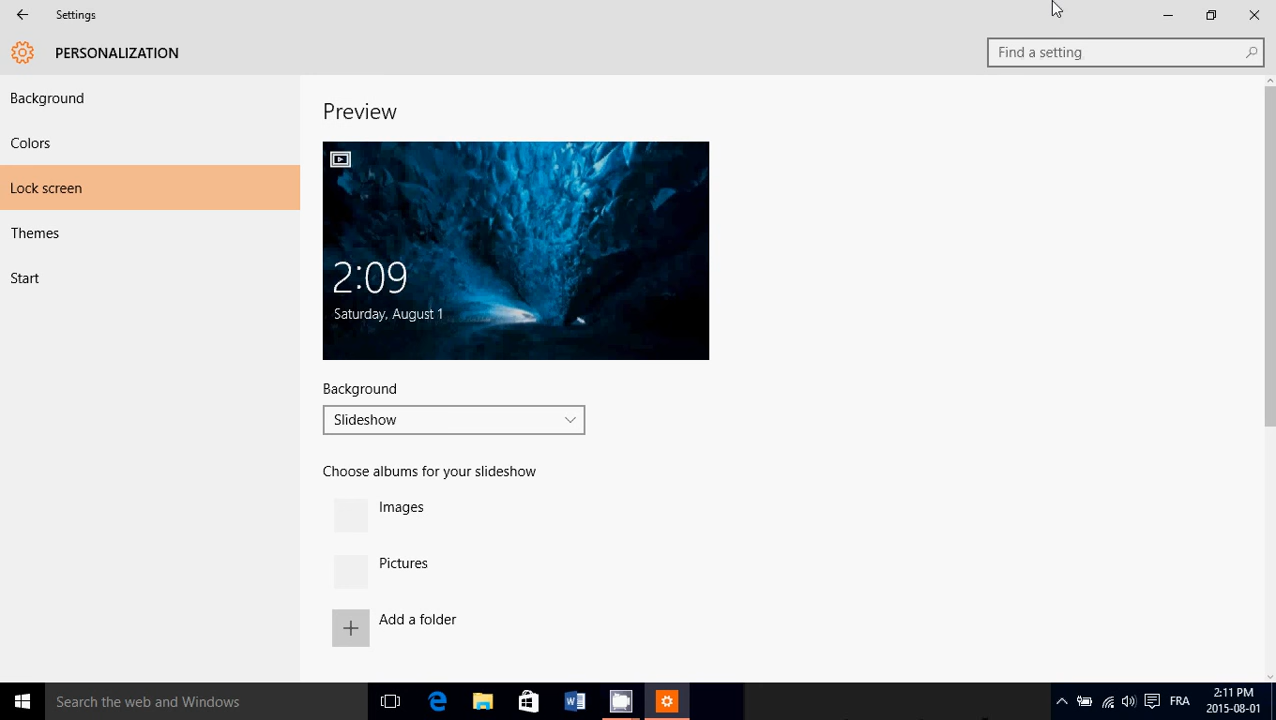 Settings
PERSONALIZATION
Find a setting
Background
Colors
Lock screen
Themes
Start
Preview
2:09
Saturday, August 1
Background
Slideshow
Choose albums for your slideshow
Images
Pictures
Add a folder
Search the web and Windows
FRA
2:11 PM
2015-08-01